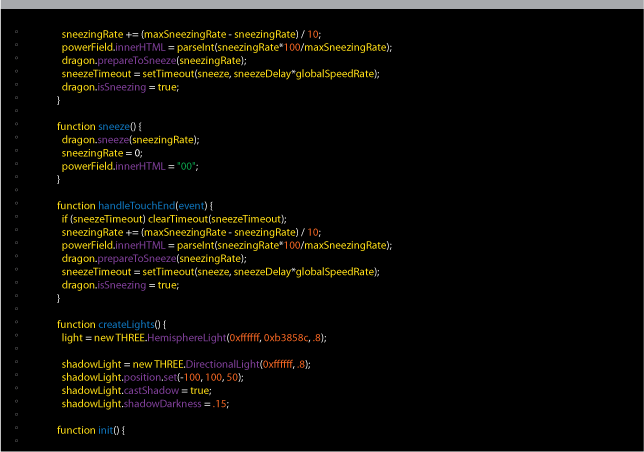 sneezingRate += (maxSneezingRate - sneezingRate) / 10;
powerField.innerHTML = parseInt(sneezingRate*100/maxSneezingRate);
dragon.prepareToSneeze(sneezingRate);
sneezeTimeout = setTimeout(sneeze, sneezeDelay*globalSpeedRate);
dragon.isSneezing = true;
}
function sneeze() {
dragon.sneeze(sneezingRate);
sneezingRate = 0;
powerField.innerHTML = "00";
}
function handleTouchEnd(event) {
if (sneezeTimeout) clearTimeout(sneezeTimeout);
sneezingRate += (maxSneezingRate - sneezingRate) / 10;
powerField.innerHTML = parseInt(sneezingRate*100/maxSneezingRate);
dragon.prepareToSneeze(sneezingRate);
sneezeTimeout = setTimeout(sneeze, sneezeDelay*globalSpeedRate);
dragon.isSneezing = true;
}
function createLights() {
light = new THREE.HemisphereLight(0xffffff, 0xb3858c, .8);
shadowLight = new THREE.DirectionalLight(0xffffff, .8);
shadowLight.position.set(-100, 100, 50);
shadowLight.castShadow = true;
shadowLight.shadowDarkness = .15;
function init() {